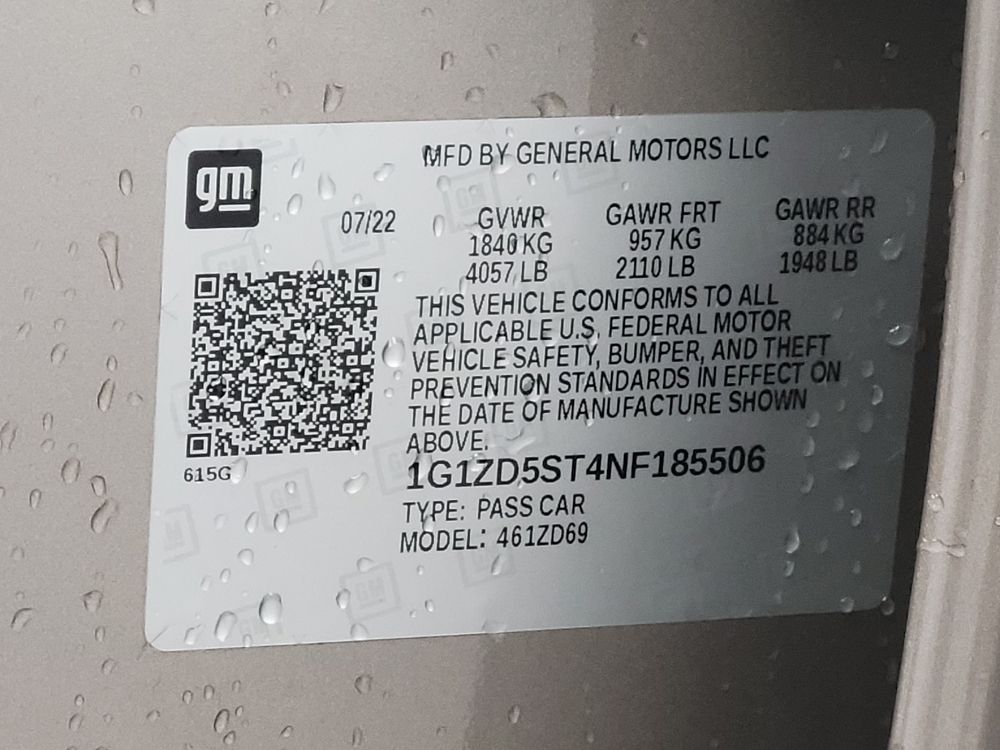 gm
MFD BY GENERAL MOTORS LLC
07/22 GVWR GAWR FRT GAWR RR
1840 KG 957 KG 884 KG
4057 LB 2110 LB 1948 LB
THIS VEHICLE CONFORMS TO ALL
APPLICABLE U.S. FEDERAL MOTOR
VEHICLE SAFETY, BUMPER, AND THEFT
PREVENTION STANDARDS IN EFFECT ON
THE DATE OF MANUFACTURE SHOWN
ABOVE.
615G
1G1ZD5ST4NF185506
TYPE: PASS CAR
MODEL: 461ZD69